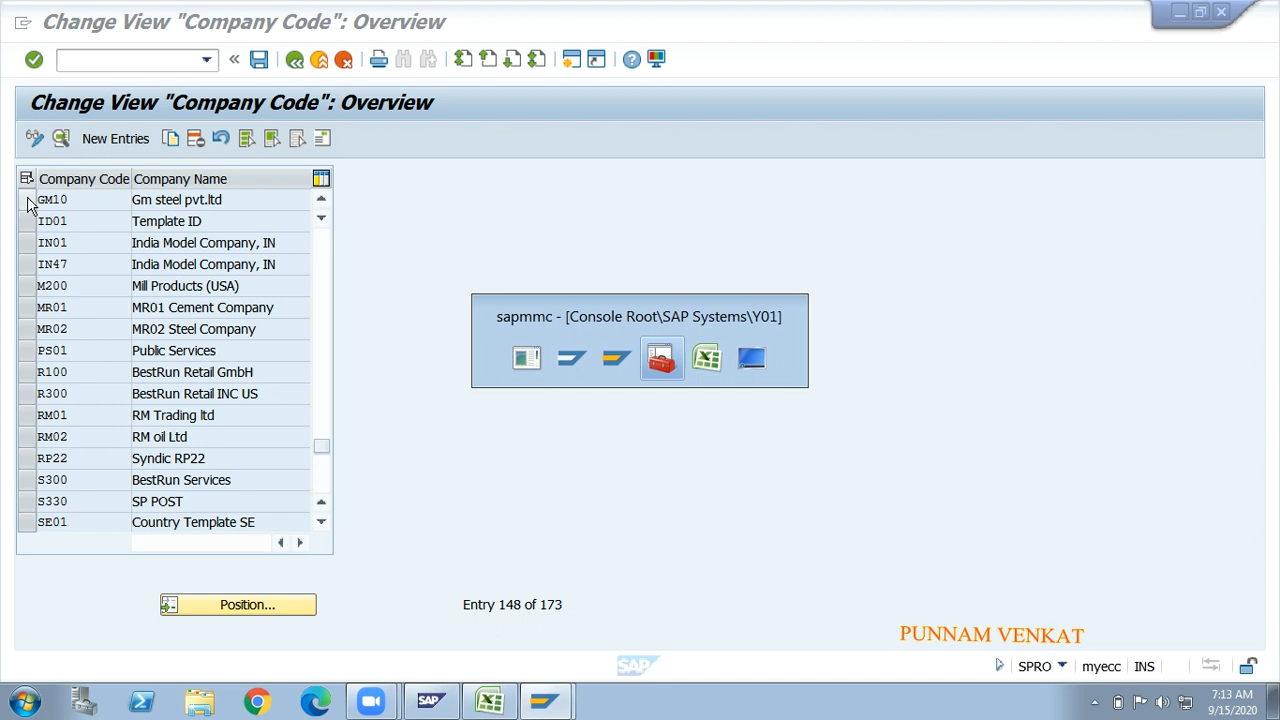 Change View "Company Code": Overview
Change View "Company Code": Overview
New Entries
Company Code Company Name
GM10 Gm steel pvt.ltd
ID01 Template ID
IN01 India Model Company, IN
IN47 India Model Company, IN
M200 Mill Products (USA)
MR01 MR01 Cement Company
MR02 MR02 Steel Company
PS01 Public Services
R100 BestRun Retail GmbH
R300 BestRun Retail INC US
RM01 RM Trading ltd
RM02 RM oil Ltd
RP22 Syndic RP22
S300 BestRun Services
S330 SP POST
SE01 Country Template SE
sapmmc - [Console Root\SAP Systems\Y01]
Position...
Entry 148 of 173
PUNNAM VENKAT
SAP
SPRO myecc INS
SAP
7:13 AM
9/15/2020